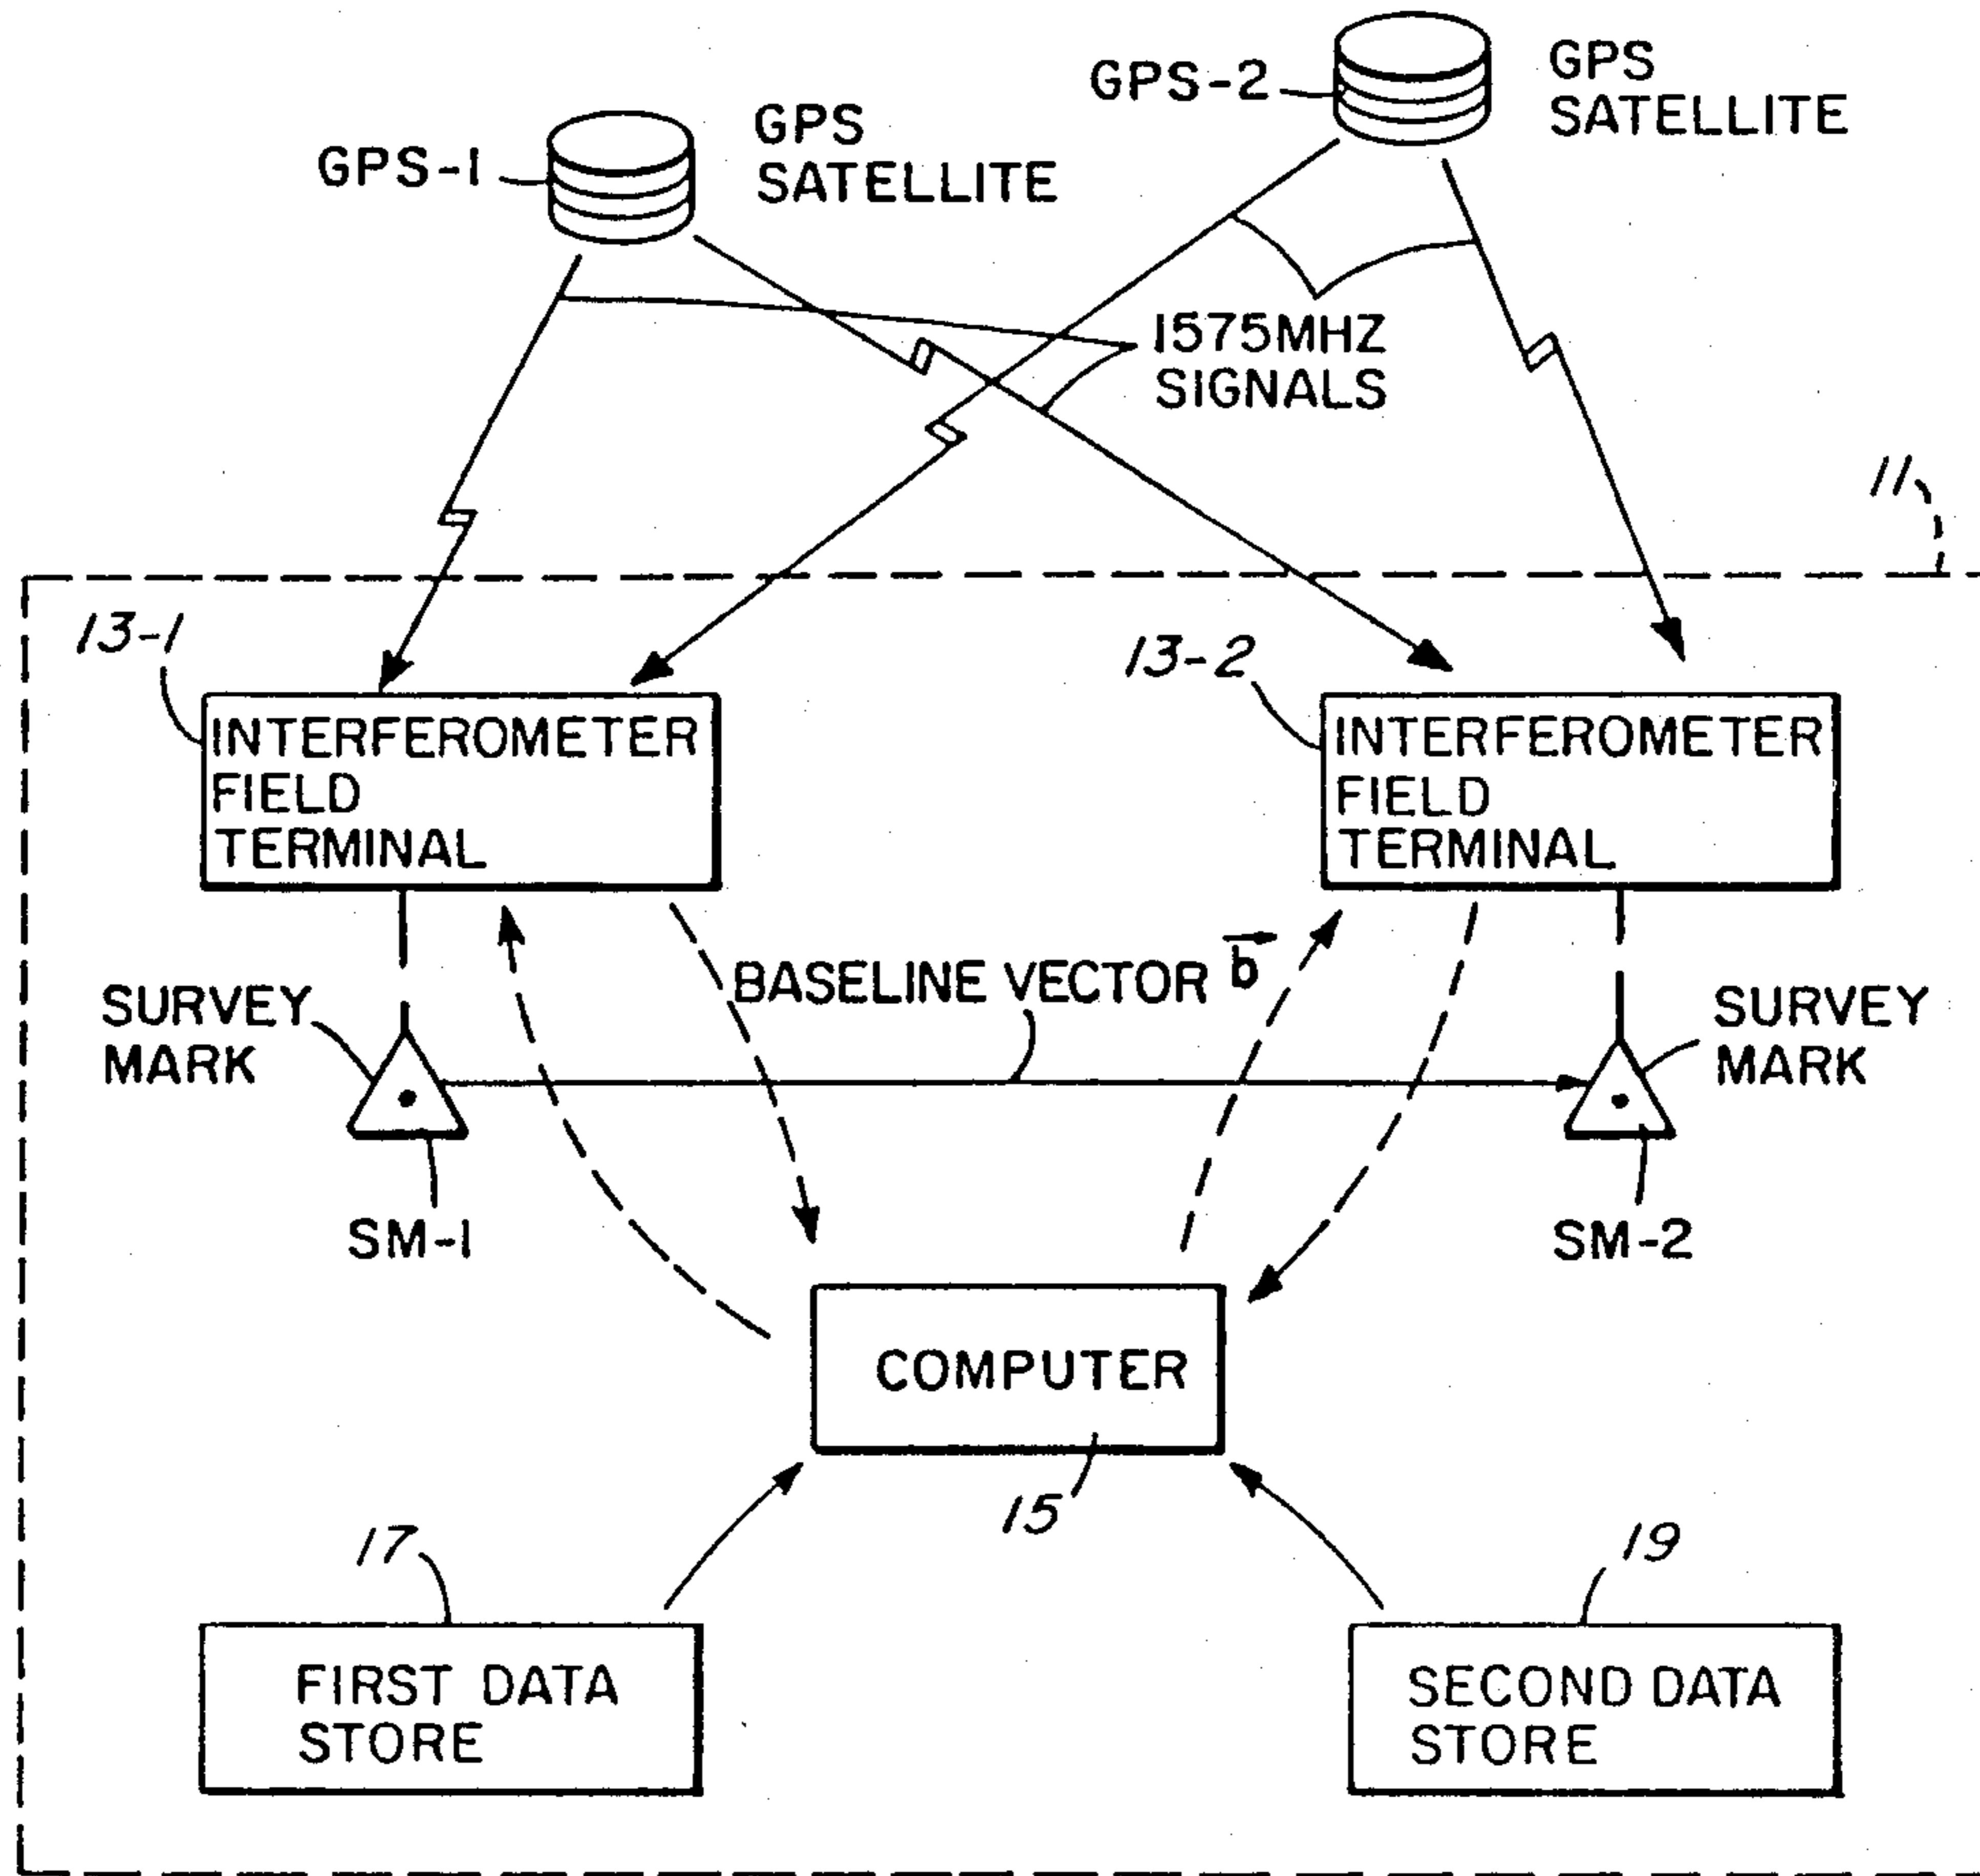 GPS-1
GPS
SATELLITE
GPS-2
GPS
SATELLITE
1575MHZ
SIGNALS
11
13-1
INTERFEROMETER
FIELD
TERMINAL
13-2
INTERFEROMETER
FIELD
TERMINAL
BASELINE VECTOR b
SURVEY
MARK
SURVEY
MARK
SM-1
SM-2
COMPUTER
15
17
19
FIRST DATA
STORE
SECOND DATA
STORE